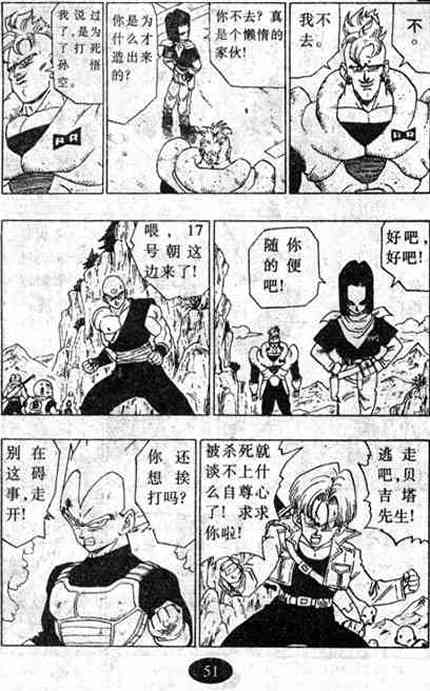 不。
我不
去。
你不去？真
是个懒惰的
家伙！
你是为
什么才
造出来
的？
我说过
了是为
了打死
孙悟
空。
好吧，
好吧！
随你
的便
吧！
喂，17
号朝这
边来了！
逃走
吧，贝塔
吉先生！
被杀死就
谈不上什
么自尊心
了！求求
你啦！
你还
想挨
打吗？
别在
这碍
事，走
开！
51